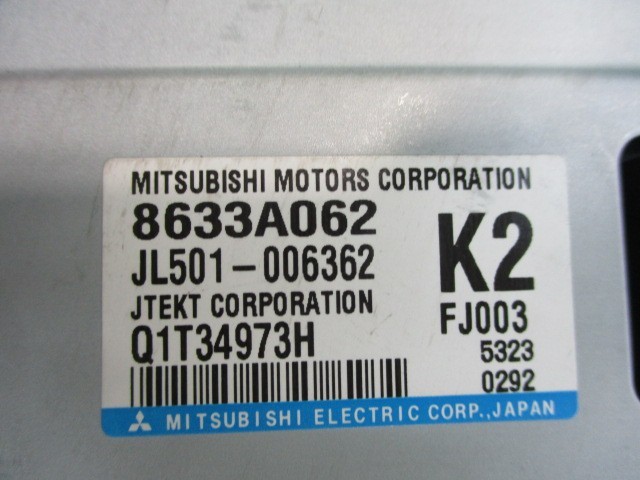 MITSUBISHI MOTORS CORPORATION
8633A062
JL501-006362
K2
JTEKT CORPORATION
FJ003
Q1T34973H
5323
0292
MITSUBISHI ELECTRIC CORP.,JAPAN